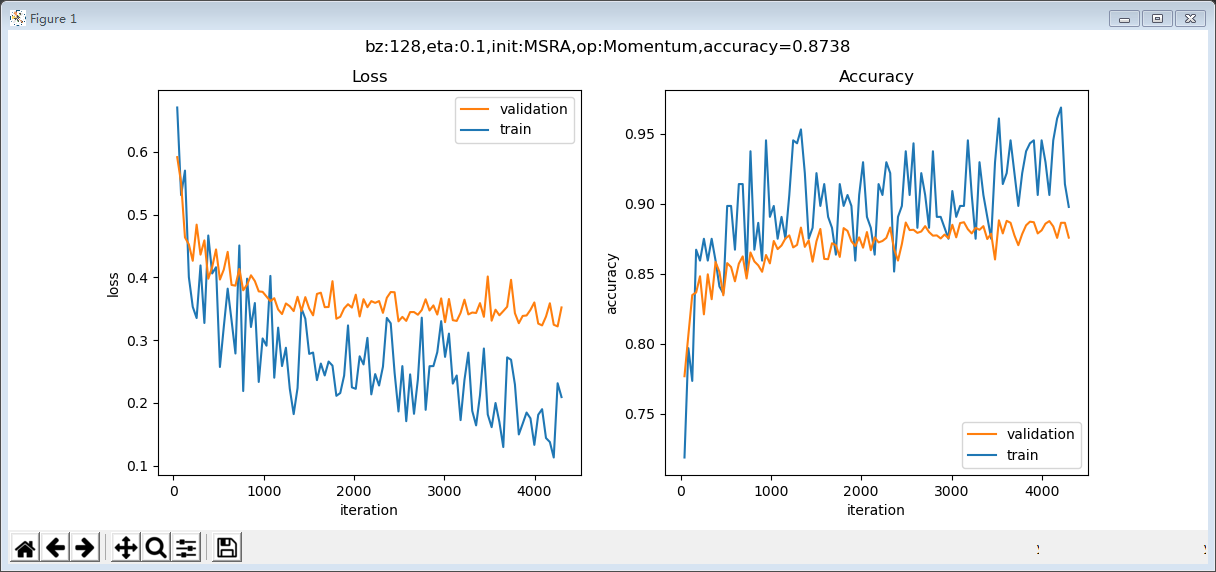 Figure 1
bz:128,eta:0.1,init:MSRA,op:Momentum,accuracy=0.8738
Loss
validation
train
0.6
0.5
0.4
0.3
0.2
0.1
loss
0
1000
2000
3000
4000
iteration
Accuracy
0.95
0.90
0.85
0.80
0.75
accuracy
validation
train
0
1000
2000
3000
4000
iteration